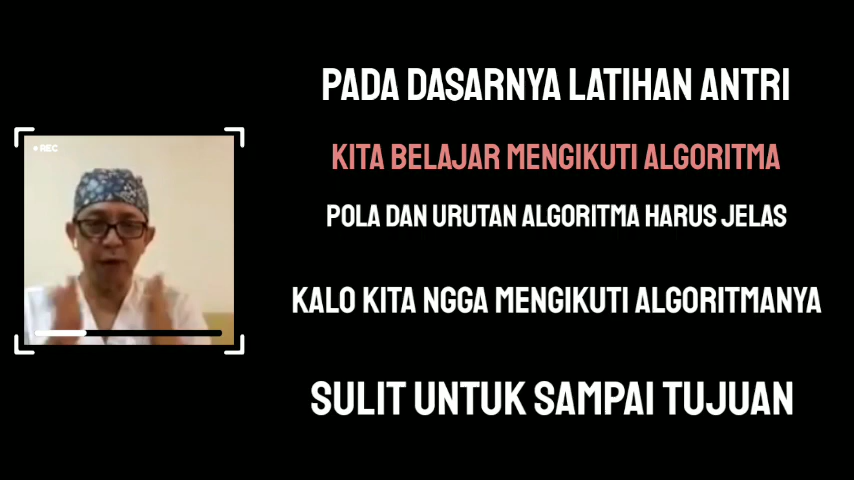 REC
PADA DASARNYA LATIHAN ANTRI
KITA BELAJAR MENGIKUTI ALGORITMA
POLA DAN URUTAN ALGORITMA HARUS JELAS
KALO KITA NGGA MENGIKUTI ALGORITMANYA
SULIT UNTUK SAMPAI TUJUAN